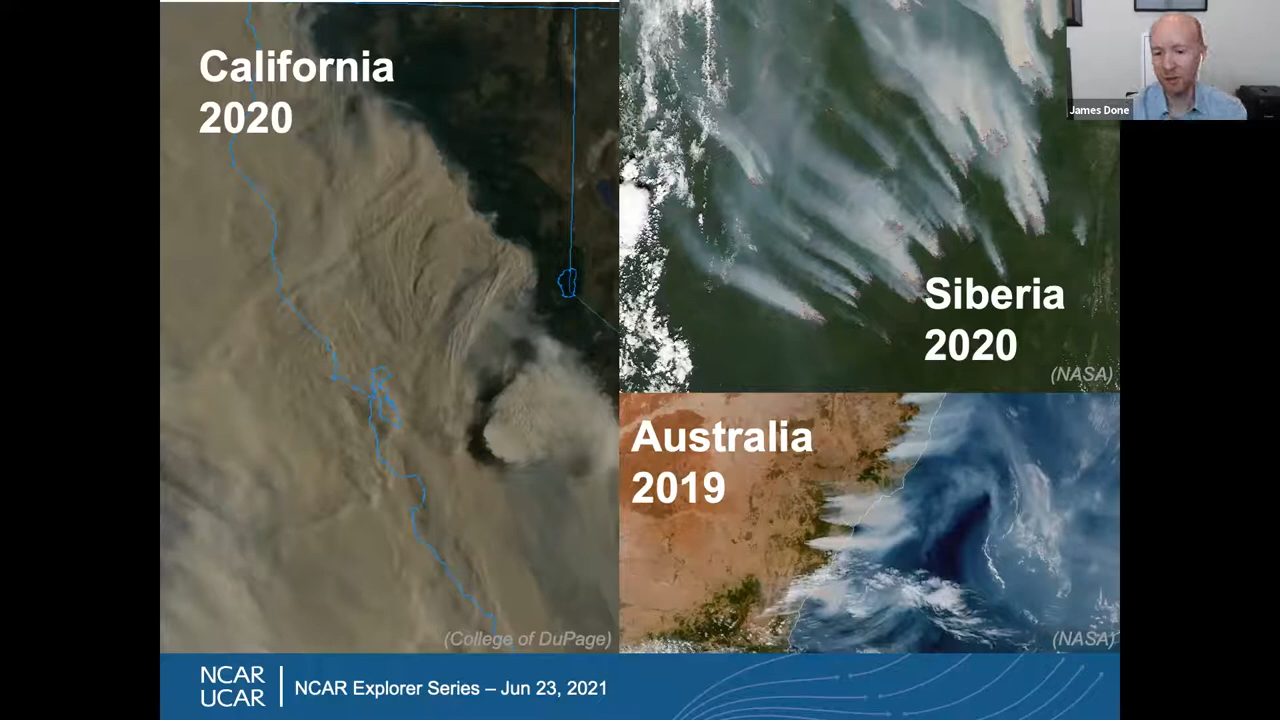 California
2020
(College of DuPage)
Siberia
2020
(NASA)
Australia
2019
(NASA)
James Done
NCAR
UCAR
NCAR Explorer Series – Jun 23, 2021